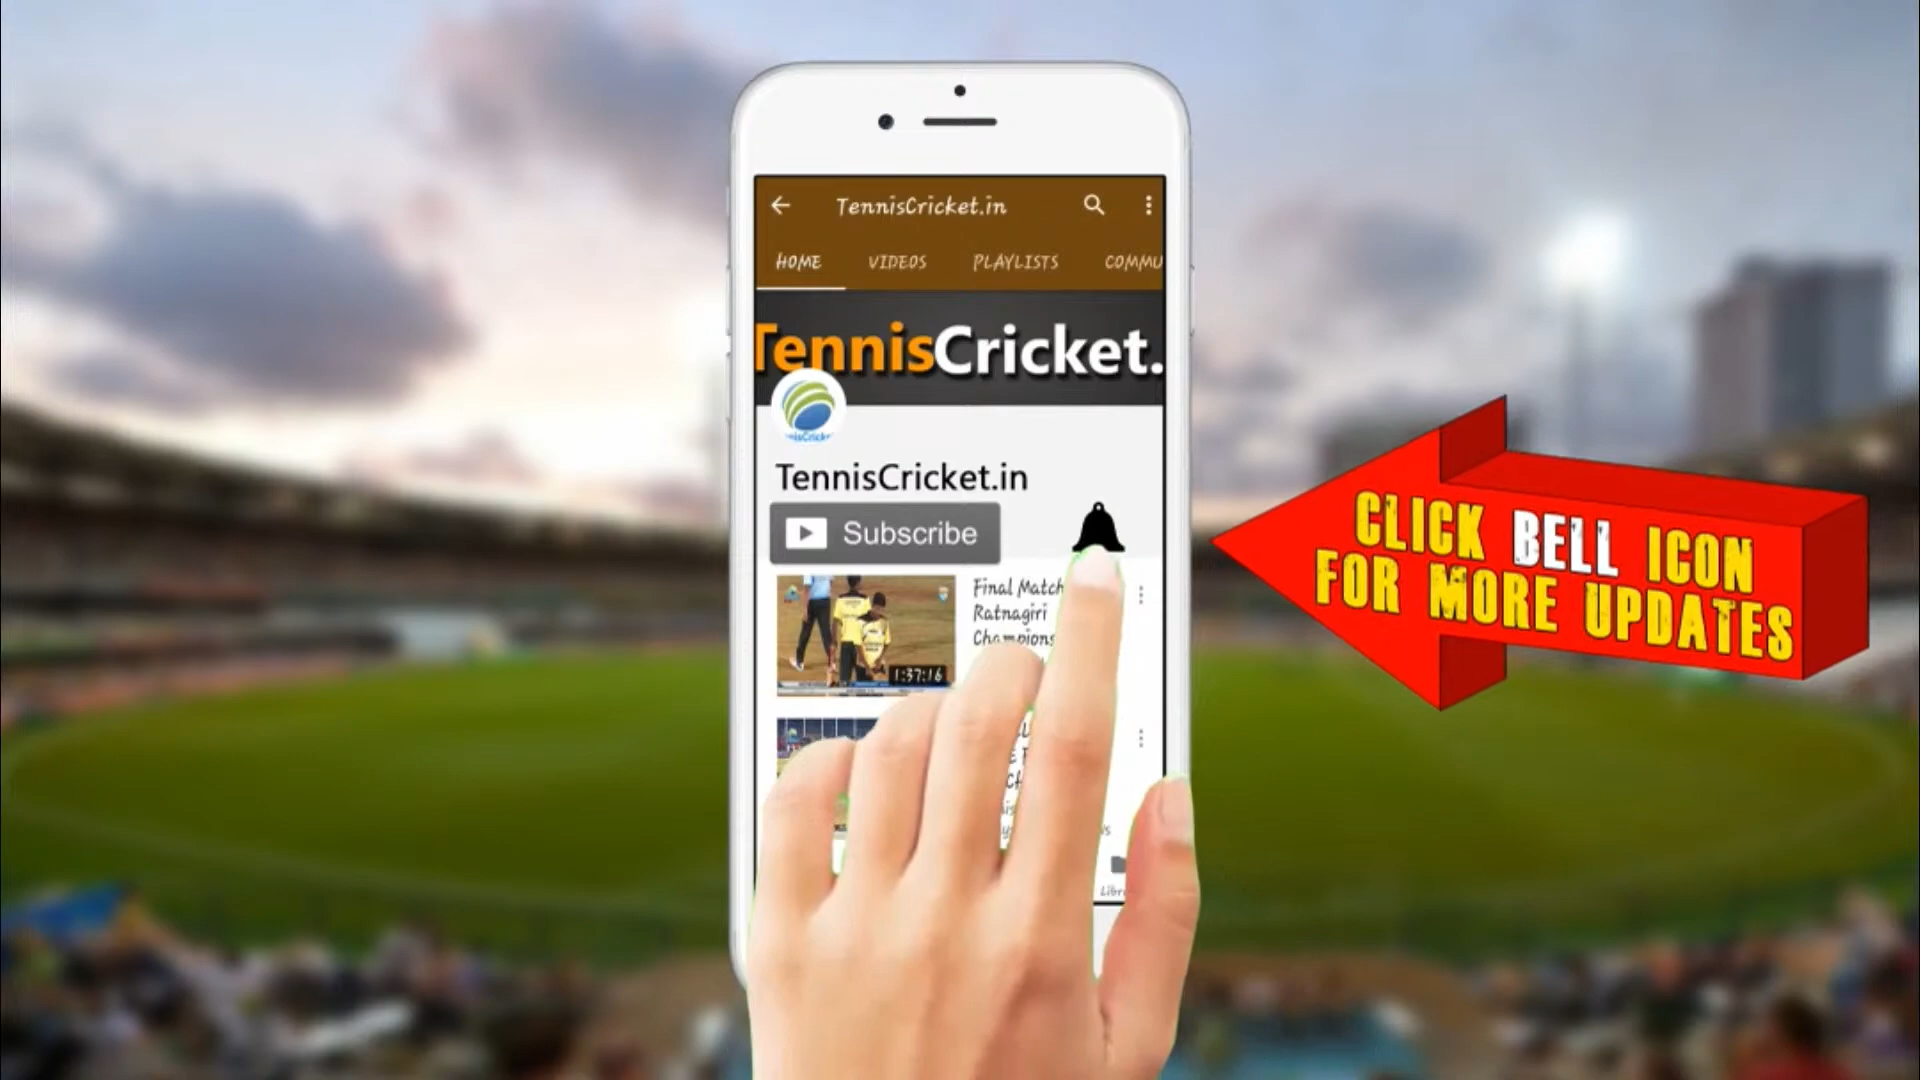 TennisCricket.in
HOME VIDEOS PLAYLISTS COMMU
TennisCricket.
TennisCricket.in
Subscribe
Final Match
Ratnagiri
Champions
1:37:16
CLICK BELL ICON
FOR MORE UPDATES